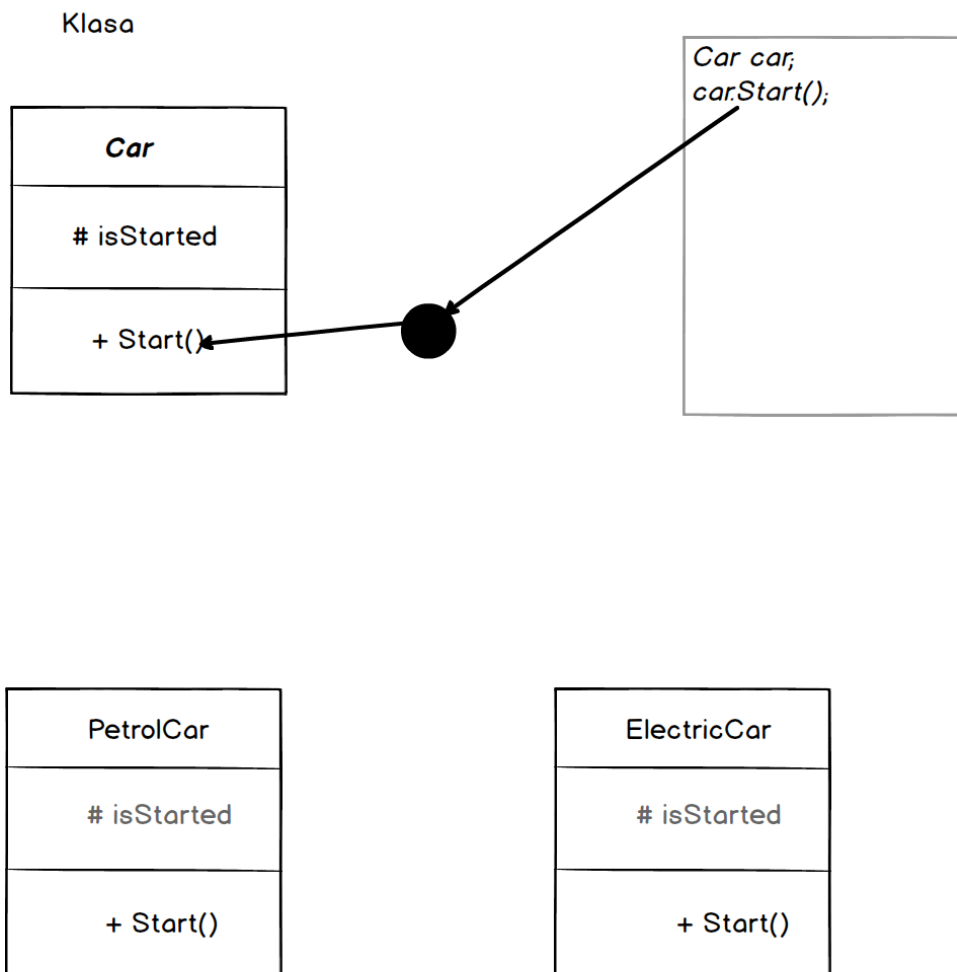 Klasa
Car car;
car.Start();
Car
# isStarted
+ Start()
PetrolCar
# isStarted
+ Start()
ElectricCar
# isStarted
+ Start()